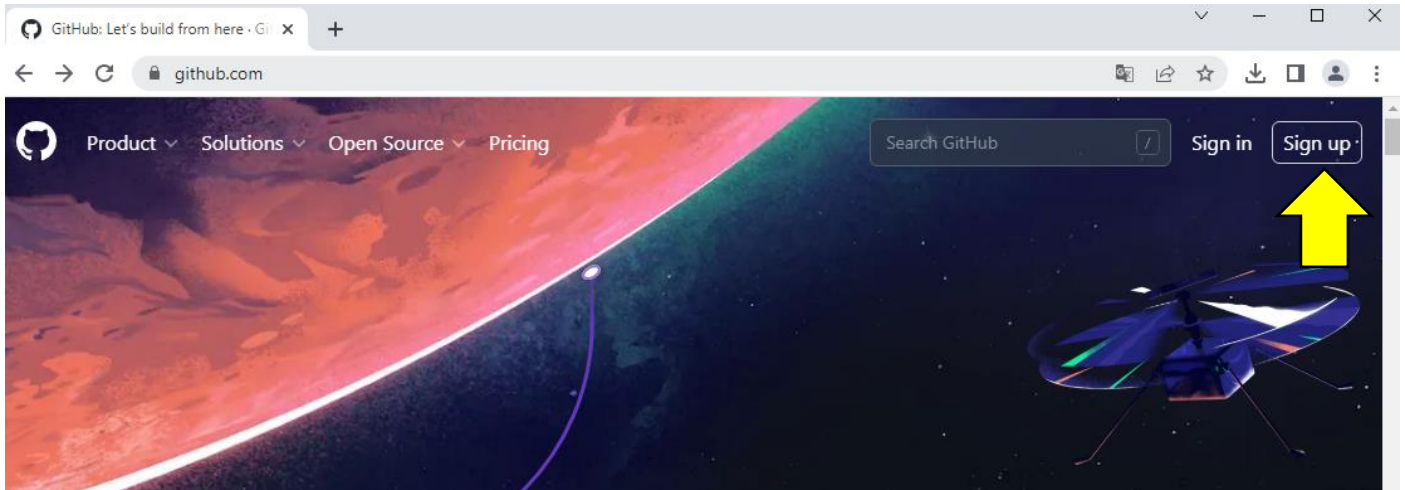 GitHub: Let's build from here · Gi
github.com
Product Solutions Open Source Pricing Search GitHub / Sign in Sign up